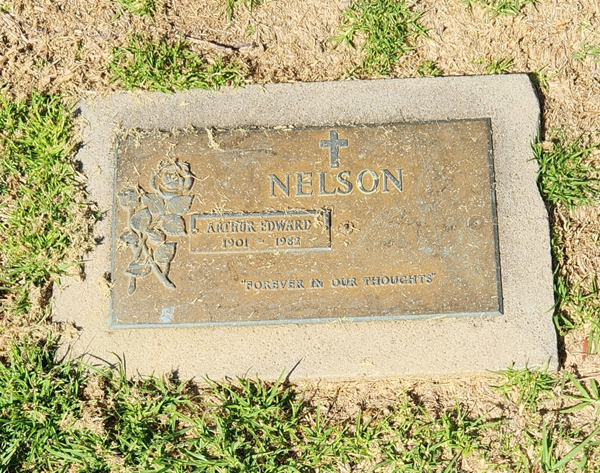 NELSON
ARTHUR EDWARD
1901 - 1982
"FOREVER IN OUR THOUGHTS"